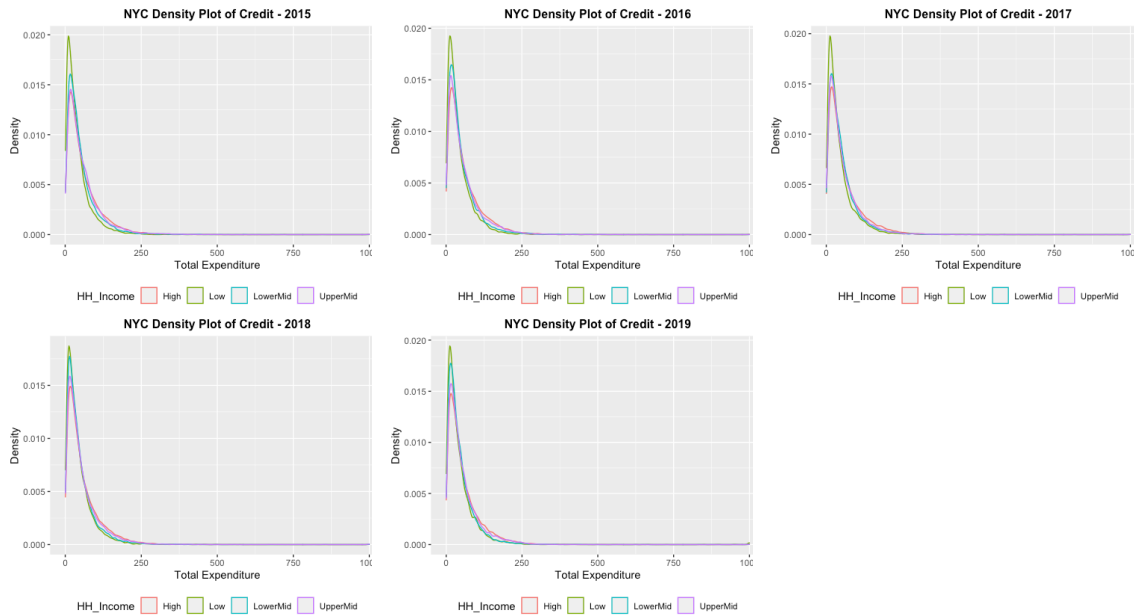 NYC Density Plot of Credit - 2015
0.020
0.015
0.010
0.005
0.000
Density
0 250 500 750 100
Total Expenditure
HH_Income High Low LowerMid UpperMid
NYC Density Plot of Credit - 2016
0.020
0.015
0.010
0.005
0.000
Density
0 250 500 750 100
Total Expenditure
HH_Income High Low LowerMid UpperMid
NYC Density Plot of Credit - 2017
0.020
0.015
0.010
0.005
0.000
Density
0 250 500 750 100
Total Expenditure
HH_Income High Low LowerMid UpperMid
NYC Density Plot of Credit - 2018
0.015
0.010
0.005
0.000
Density
0 250 500 750 100
Total Expenditure
HH_Income High Low LowerMid UpperMid
NYC Density Plot of Credit - 2019
0.020
0.015
0.010
0.005
0.000
Density
0 250 500 750 100
Total Expenditure
HH_Income High Low LowerMid UpperMid